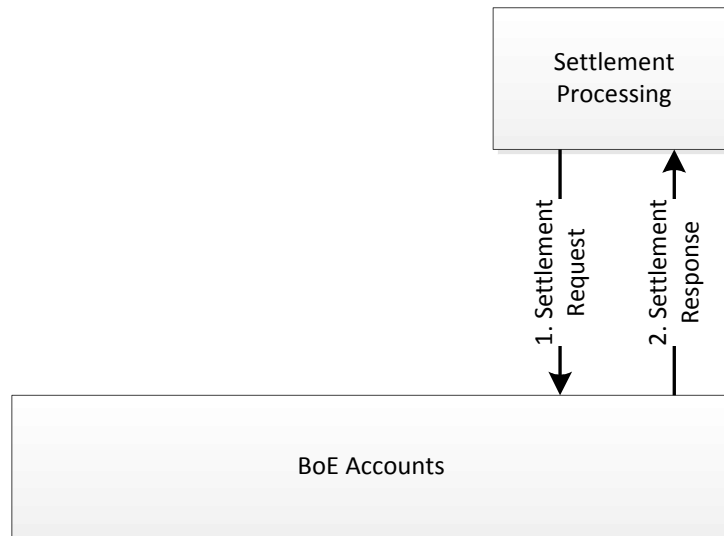 Settlement
Processing
1. Settlement
Request
2. Settlement
Response
BoE Accounts